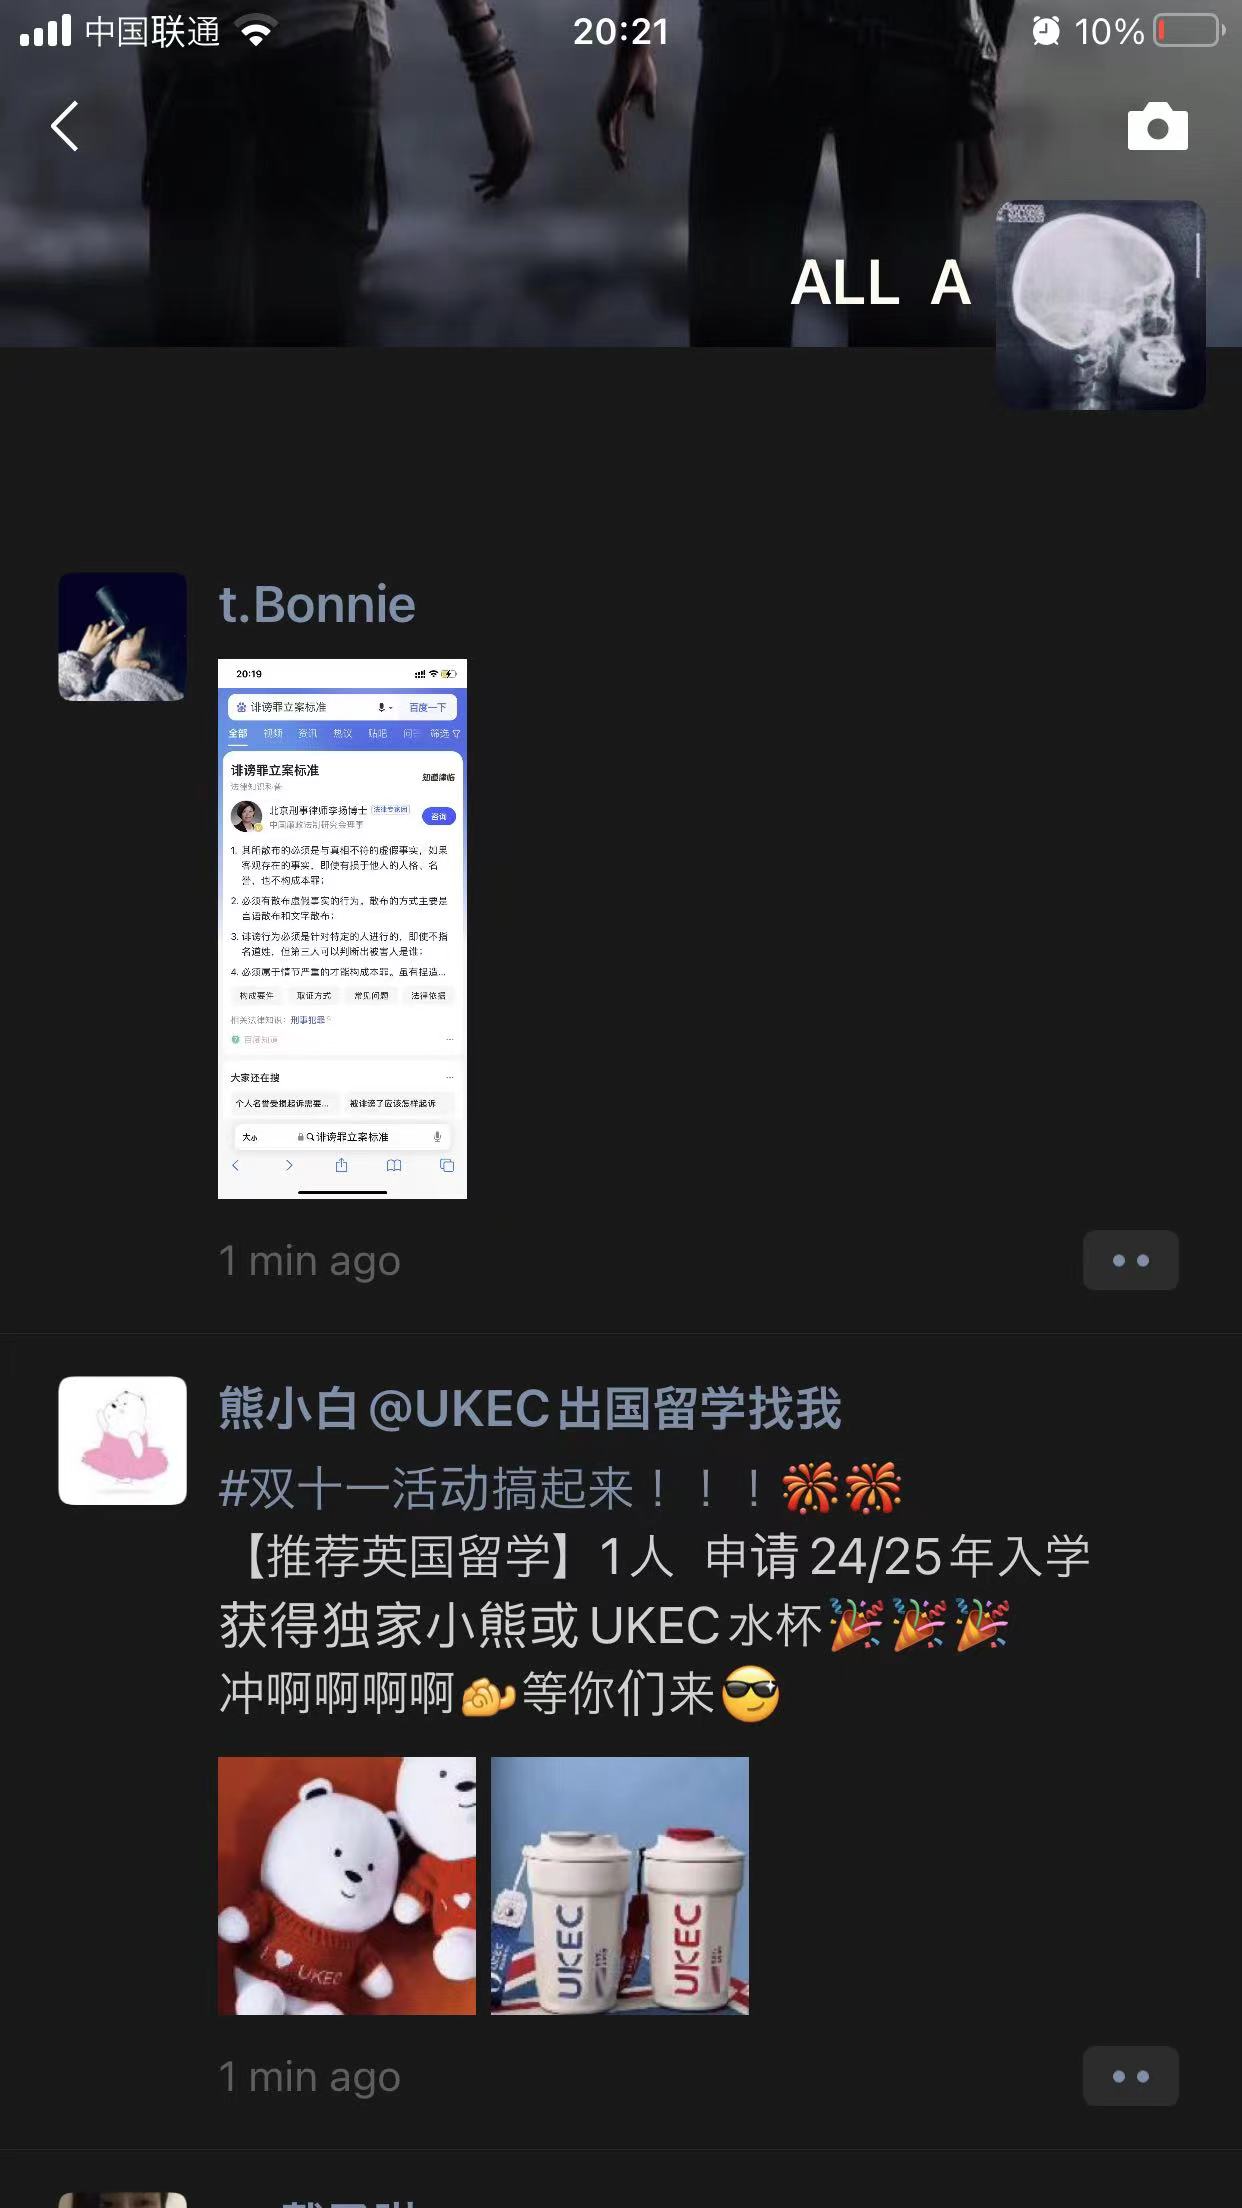 中国联通
20:21
10%
ALL A
t.Bonnie
20:19
诽谤罪立案标准
百度一下
全部 视频 资讯 热议 贴吧 问答 筛选
诽谤罪立案标准
法律知识科普
北京刑事律师李扬博士
咨询
1. 其所散布的必须是与真相不符的虚假事实，如果
客观存在的事实，即使有损于他人的人格、名
誉，也不构成本罪；
2. 必须有散布虚假事实的行为。散布的方式主要是
言语散布和文字散布；
3. 诽谤行为必须是针对特定的人进行的，即使不指
名道姓，但第三人可以判断出被害人是谁；
4. 必须属于情节严重的才能构成本罪。虽有捏造...
构成要件 取证方式 常见问题 法律依据
相关法律知识：刑事犯罪
百度知道
大家还在搜
个人名誉受损起诉需要...
被诽谤了应该怎样起诉
大小
诽谤罪立案标准
1 min ago
熊小白@UKEC出国留学找我
#双十一活动搞起来！！！🎆🎆
【推荐英国留学】1人 申请24/25年入学
获得独家小熊或UKEC水杯🎉🎉🎉
冲啊啊啊啊💪等你们来😎
I UKEC
UKEC
UKEC
1 min ago